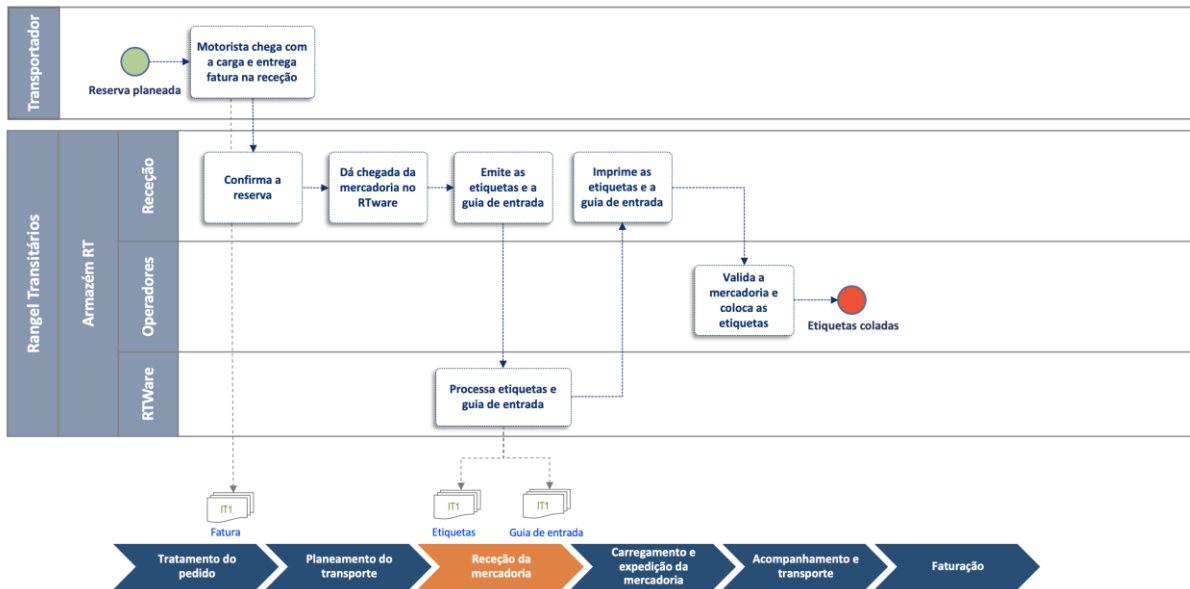 Transportador
Reserva planeada
Motorista chega com
a carga e entrega
fatura na receção
Rangel Transitários
Armazém RT
Receção
Confirma a
reserva
Dá chegada da
mercadoria no
RTware
Emite as
etiquetas e a
guia de entrada
Imprime as
etiquetas e a
guia de entrada
Operadores
Valida a
mercadoria e
coloca as
etiquetas
Etiquetas coladas
RTWare
Processa etiquetas e
guia de entrada
IT1
Fatura
IT1
Etiquetas
IT1
Guia de entrada
Tratamento do
pedido
Planeamento do
transporte
Receção da
mercadoria
Carregamento e
expedição da
mercadoria
Acompanhamento e
transporte
Faturação